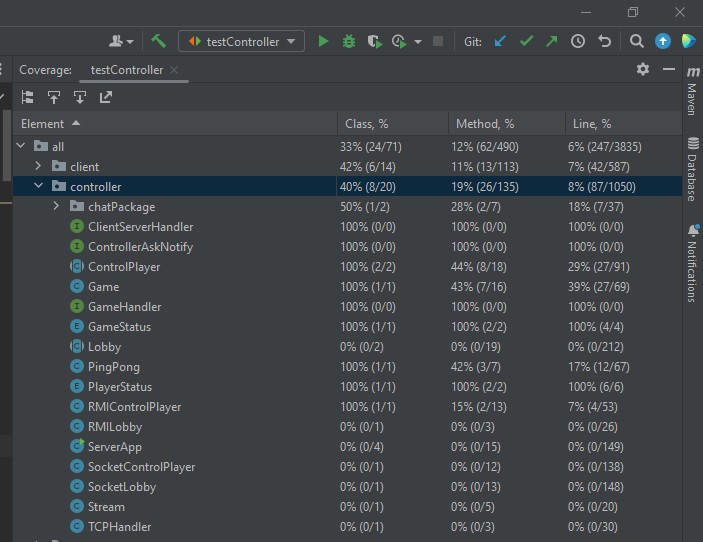 testController
Git:
Coverage: testController
Element Class, % Method, % Line, %
all 33% (24/71) 12% (62/490) 6% (247/3835)
client 42% (6/14) 11% (13/113) 7% (42/587)
controller 40% (8/20) 19% (26/135) 8% (87/1050)
chatPackage 50% (1/2) 28% (2/7) 18% (7/37)
ClientServerHandler 100% (0/0) 100% (0/0) 100% (0/0)
ControllerAskNotify 100% (0/0) 100% (0/0) 100% (0/0)
ControlPlayer 100% (2/2) 44% (8/18) 29% (27/91)
Game 100% (1/1) 43% (7/16) 39% (27/69)
GameHandler 100% (0/0) 100% (0/0) 100% (0/0)
GameStatus 100% (1/1) 100% (2/2) 100% (4/4)
Lobby 0% (0/2) 0% (0/19) 0% (0/212)
PingPong 100% (1/1) 42% (3/7) 17% (12/67)
PlayerStatus 100% (1/1) 100% (2/2) 100% (6/6)
RMIControlPlayer 100% (1/1) 15% (2/13) 7% (4/53)
RMILobby 0% (0/1) 0% (0/3) 0% (0/26)
ServerApp 0% (0/4) 0% (0/15) 0% (0/149)
SocketControlPlayer 0% (0/1) 0% (0/12) 0% (0/138)
SocketLobby 0% (0/1) 0% (0/13) 0% (0/148)
Stream 0% (0/1) 0% (0/5) 0% (0/20)
TCPHandler 0% (0/1) 0% (0/3) 0% (0/30)
m
Maven
Database
Notifications